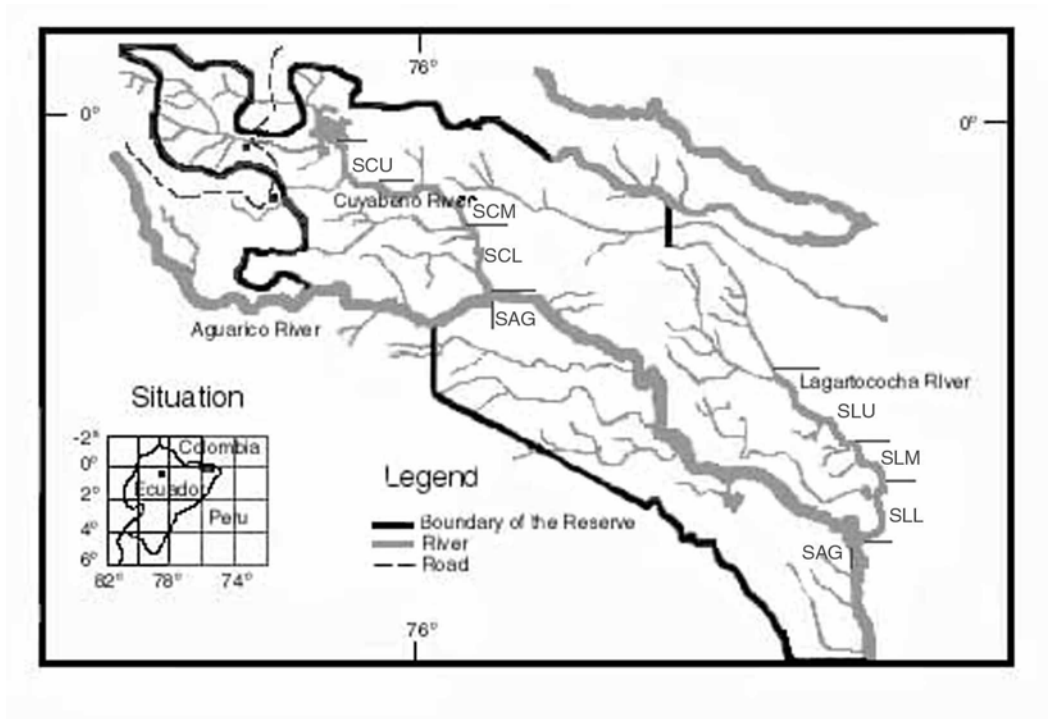 76°
0°
0°
SCU
Cuyabeno River
SCM
SCL
SAG
Aguarico River
Lagartococha River
SLU
SLM
SLL
SAG
Situation
-2°
0°
2°
4°
6°
82°
78°
74°
Colombia
Ecuador
Peru
Legend
Boundary of the Reserve
River
Road
76°